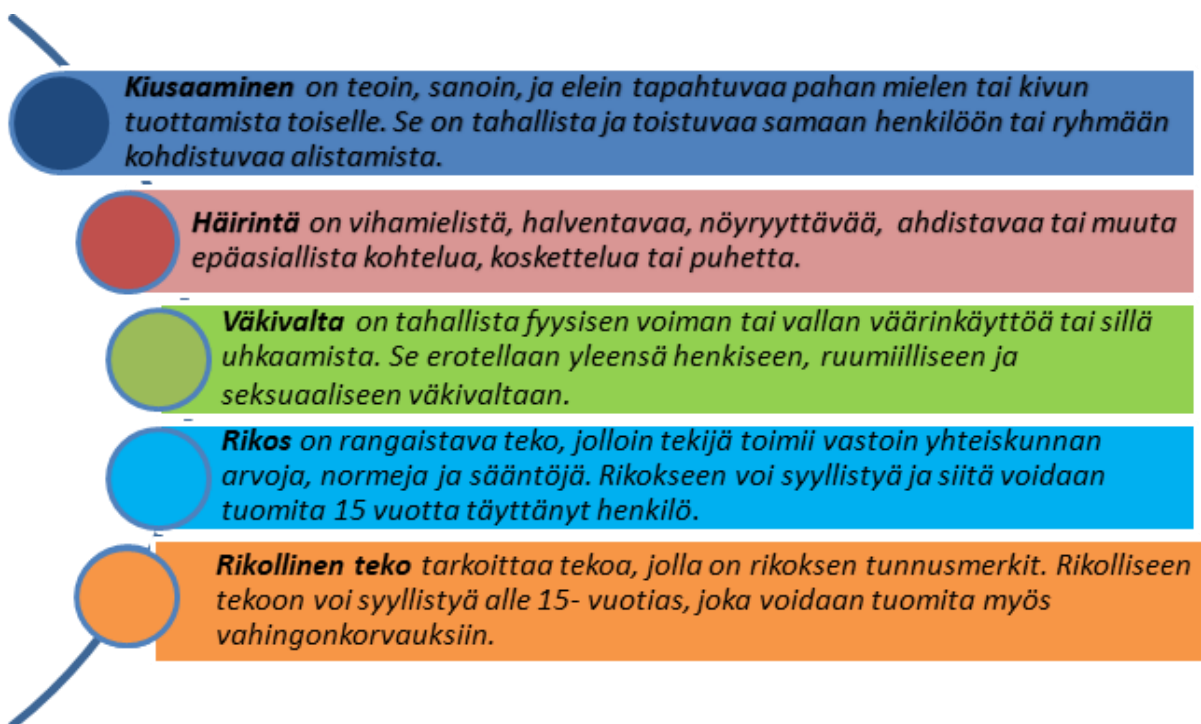 Kiusaaminen on teoin, sanoin, ja elein tapahtuvaa pahan mielen tai kivun
tuottamista toiselle. Se on tahallista ja toistuvaa samaan henkilöön tai ryhmään
kohdistuvaa alistamista.
Häirintä on vihamielistä, halventavaa, nöyryyttävää, ahdistavaa tai muuta
epäasiallista kohtelua, koskettelua tai puhetta.
Väkivalta on tahallista fyysisen voiman tai vallan väärinkäyttöä tai sillä
uhkaamista. Se erotellaan yleensä henkiseen, ruumiilliseen ja
seksuaaliseen väkivaltaan.
Rikos on rangaistava teko, jolloin tekijä toimii vastoin yhteiskunnan
arvoja, normeja ja sääntöjä. Rikokseen voi syyllistyä ja siitä voidaan
tuomita 15 vuotta täyttänyt henkilö.
Rikollinen teko tarkoittaa tekoa, jolla on rikoksen tunnusmerkit. Rikolliseen
tekoon voi syyllistyä alle 15- vuotias, joka voidaan tuomita myös
vahingonkorvauksiin.